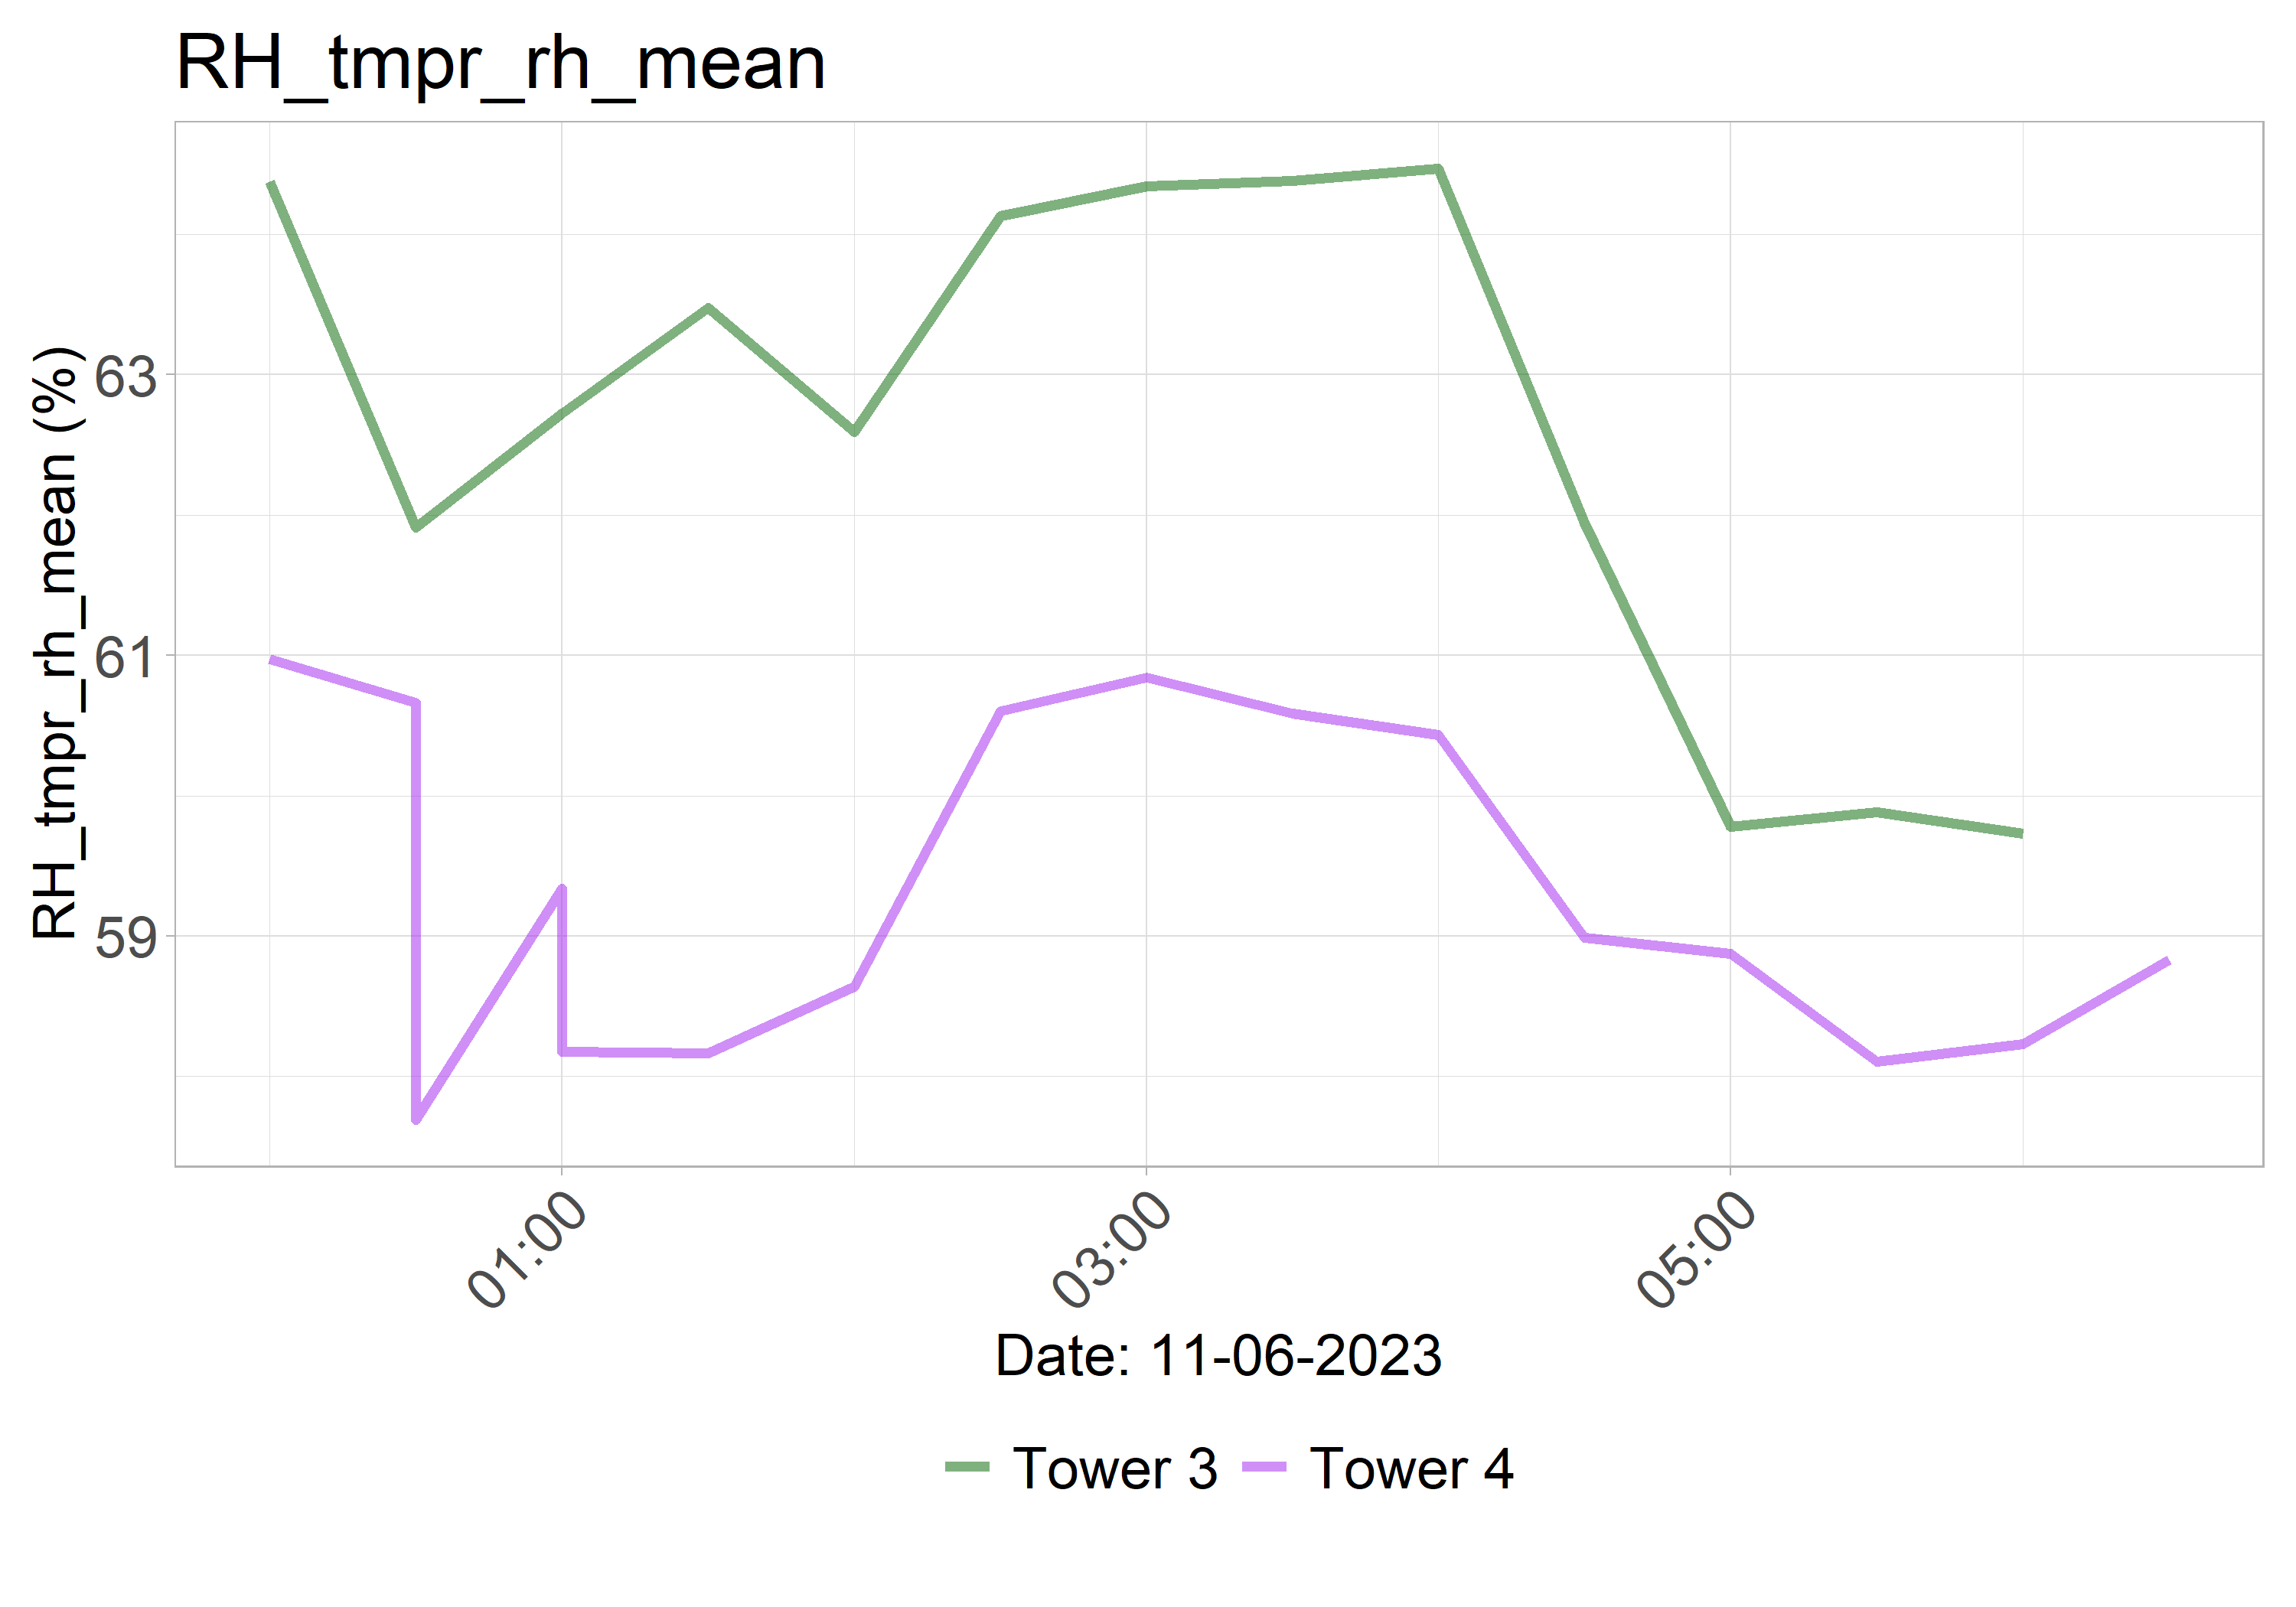 RH_tmpr_rh_mean
RH_tmpr_rh_mean (%)
63
61
59
01:00
03:00
05:00
Date: 11-06-2023
Tower 3
Tower 4